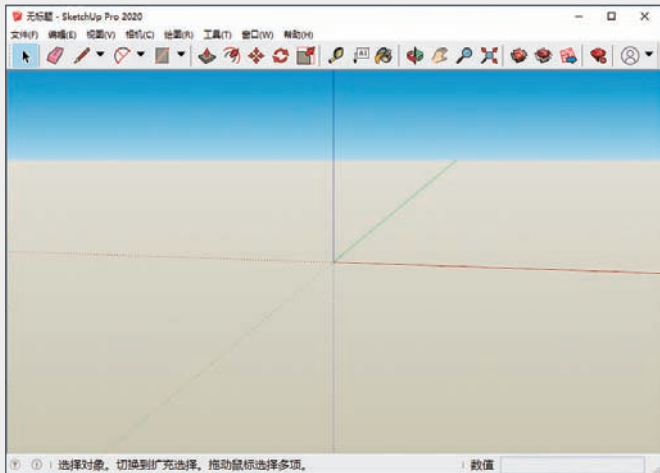 无标题 - SketchUp Pro 2020
文件(F) 编辑(E) 视图(V) 相机(C) 绘图(R) 工具(T) 窗口(W) 帮助(H)
A1
选择对象。切换到扩充选择。拖动鼠标选择多项。 数值